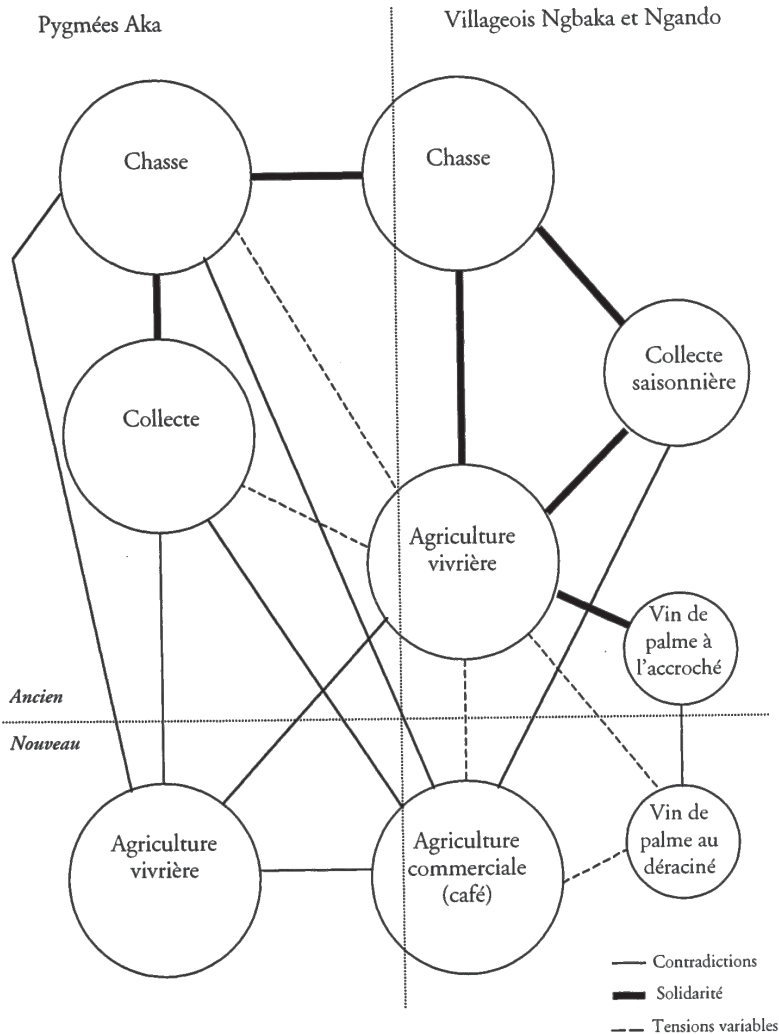 Pygmées Aka
Villageois Ngbaka et Ngando
Chasse
Chasse
Collecte
saisonnière
Collecte
Agriculture
vivrière
Vin de
palme à
l'accroché
Ancien
Nouveau
Agriculture
vivrière
Agriculture
commerciale
(café)
Vin de
palme au
déraciné
Contradictions
Solidarité
Tensions variables